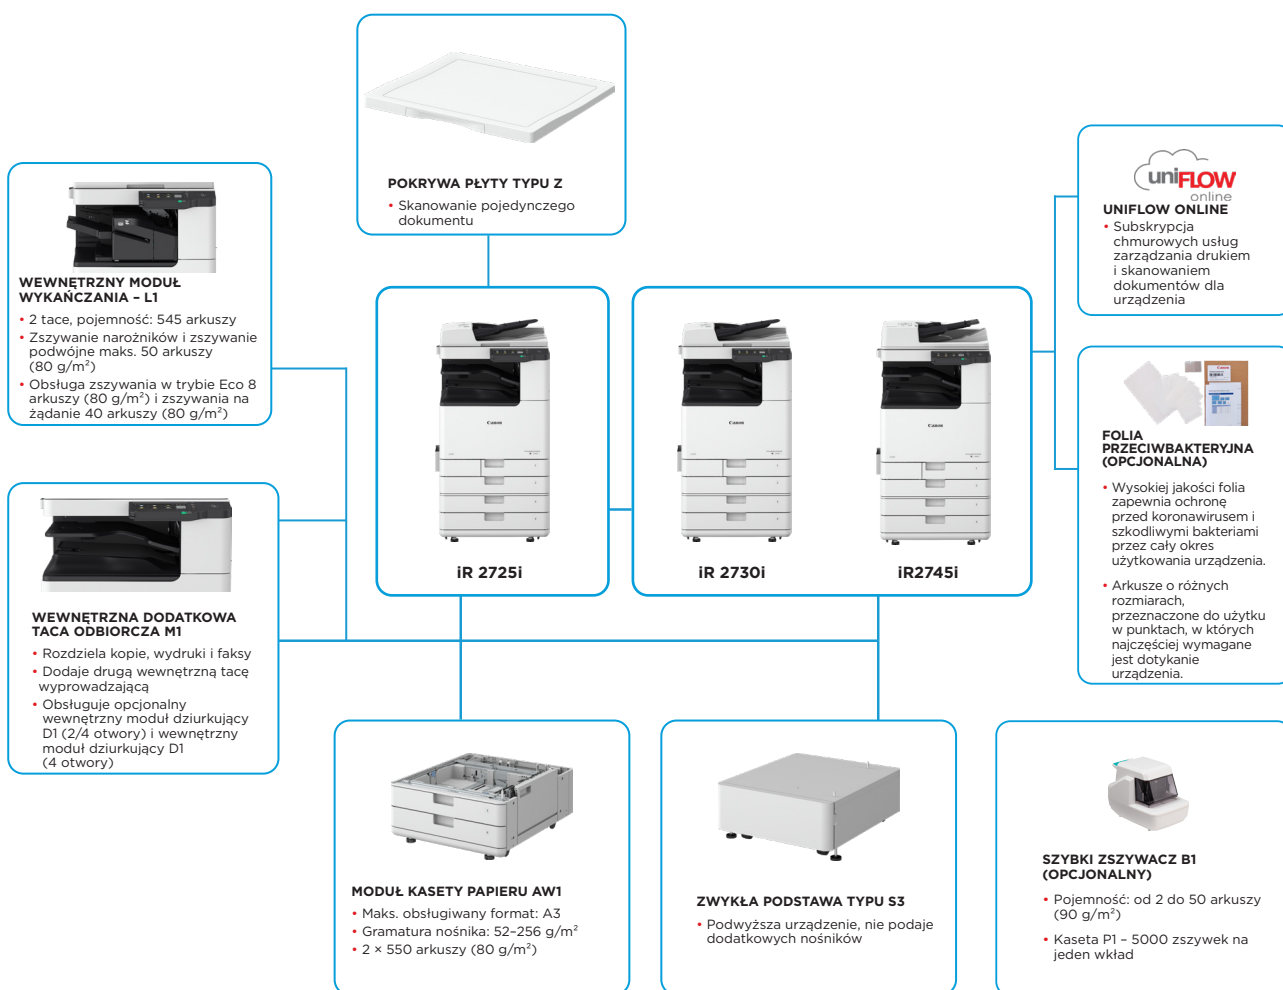 POKRYWA PŁYTY TYPU Z
• Skanowanie pojedynczego
dokumentu
WEWNĘTRZNY MODUŁ
WYKAŃCZANIA – L1
• 2 tace, pojemność: 545 arkuszy
• Zszywanie narożników i zszywanie
podwójne maks. 50 arkuszy
(80 g/m²)
• Obsługa zszywania w trybie Eco 8
arkuszy (80 g/m²) i zszywania na
żądanie 40 arkuszy (80 g/m²)
WEWNĘTRZNA DODATKOWA
TACA ODBIORCZA M1
• Rozdziela kopie, wydruki i faksy
• Dodaje drugą wewnętrzną tacę
wyprowadzającą
• Obsługuje opcjonalny
wewnętrzny moduł dziurkujący
D1 (2/4 otwory) i wewnętrzny
moduł dziurkujący D1
(4 otwory)
Canon
iR 2725i
Canon
iR 2730i
Canon
iR2745i
uniFLOW
online
UNIFLOW ONLINE
• Subskrypcja
chmurowych usług
zarządzania drukiem
i skanowaniem
dokumentów dla
urządzenia
Canon
FOLIA
PRZECIWBAKTERYJNA
(OPCJONALNA)
• Wysokiej jakości folia
zapewnia ochronę
przed koronawirusem i
szkodliwymi bakteriami
przez cały okres
użytkowania urządzenia.
• Arkusze o różnych
rozmiarach,
przeznaczone do użytku
w punktach, w których
najczęściej wymagane
jest dotykanie
urządzenia.
MODUŁ KASETY PAPIERU AW1
• Maks. obsługiwany format: A3
• Gramatura nośnika: 52–256 g/m²
• 2 × 550 arkuszy (80 g/m²)
ZWYKŁA PODSTAWA TYPU S3
• Podwyższa urządzenie, nie podaje
dodatkowych nośników
SZYBKI ZSZYWACZ B1
(OPCJONALNY)
• Pojemność: od 2 do 50 arkuszy
(90 g/m²)
• Kaseta P1 – 5000 zszywek na
jeden wkład